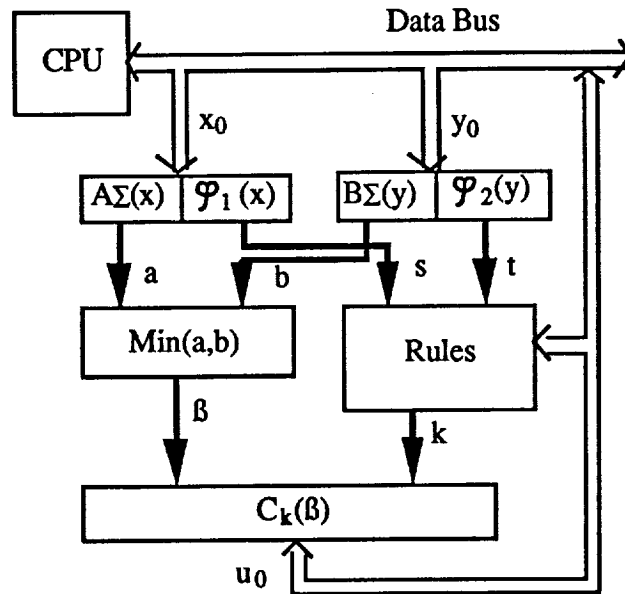 Data Bus
CPU
x₀
y₀
AΣ(x) φ₁(x)
BΣ(y) φ₂(y)
a
b
s
t
Min(a,b)
Rules
ß
k
Cₖ(ß)
u₀